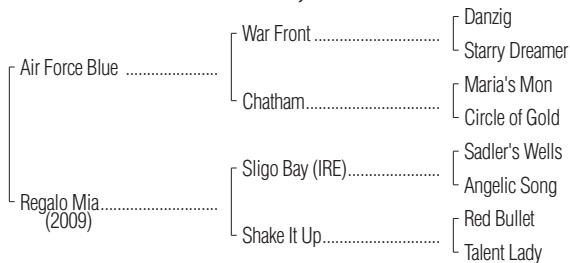 Danzig
War Front ..............................
Starry Dreamer
Air Force Blue ......................
Maria's Mon
Chatham................................
Circle of Gold
Sadler's Wells
Sligo Bay (IRE)......................
Angelic Song
Regalo Mia............................
(2009)
Red Bullet
Shake It Up...........................
Talent Lady